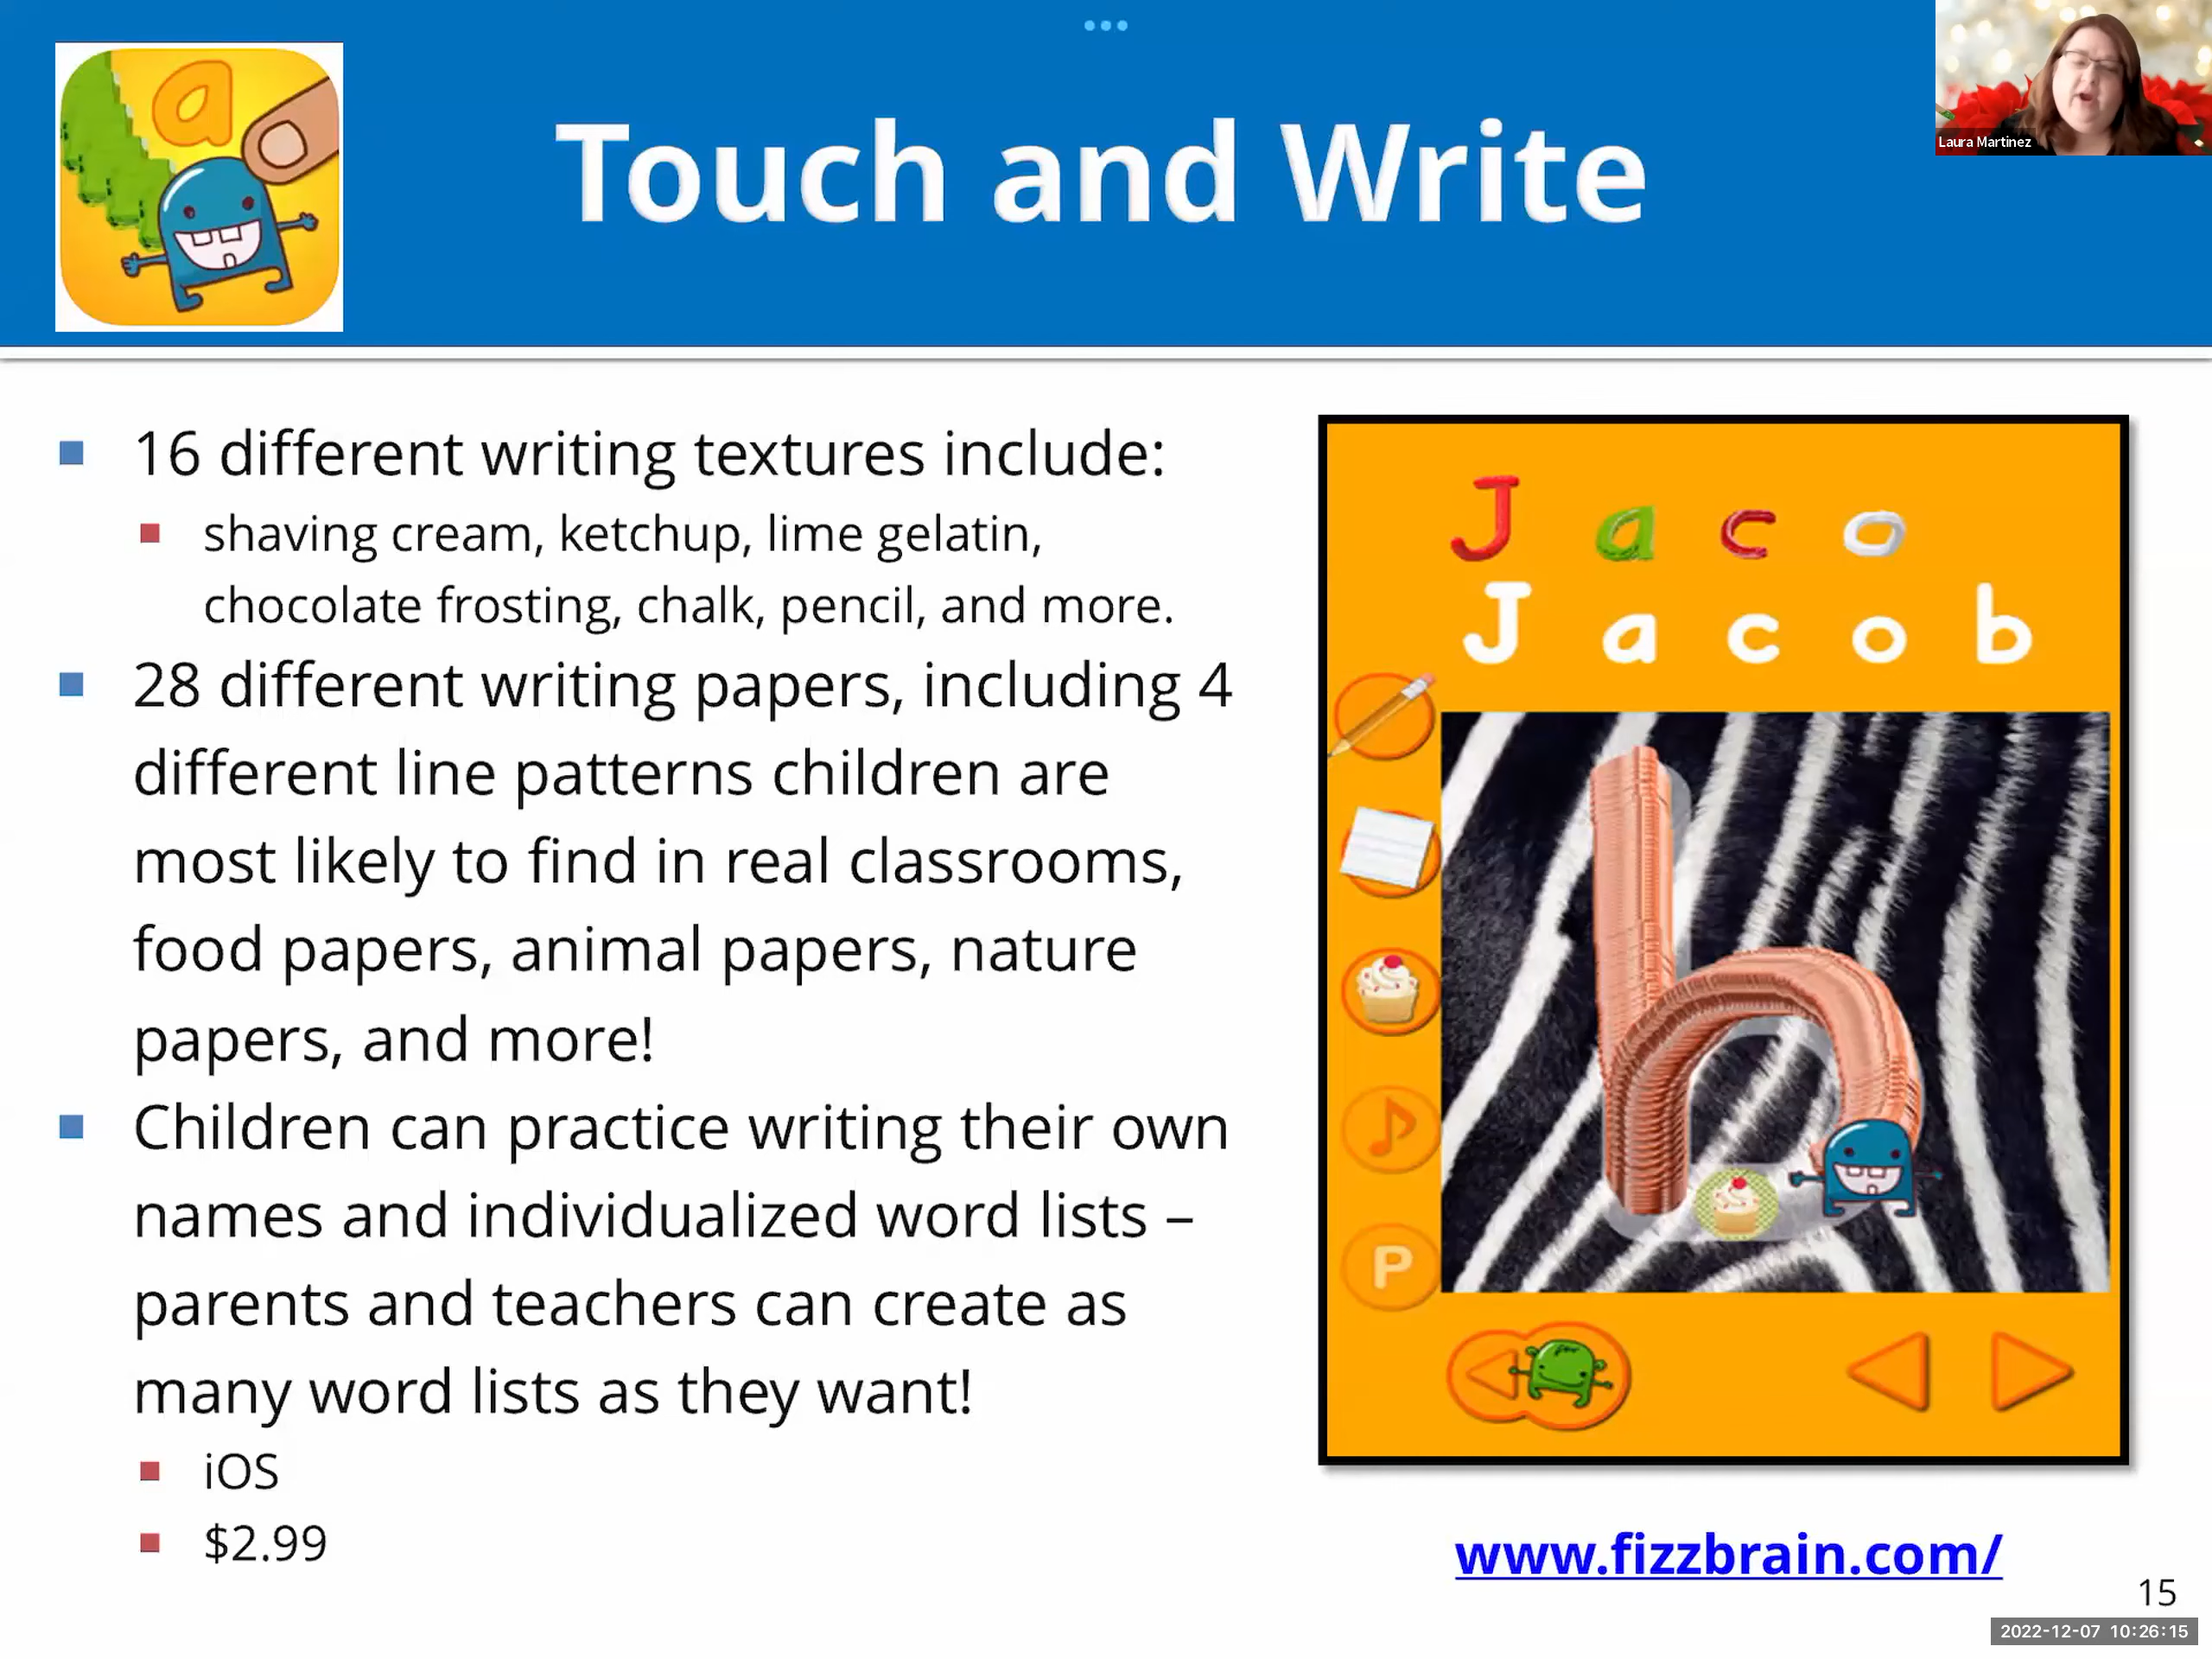 a
Touch and Write
Laura Martinez
16 different writing textures include:
shaving cream, ketchup, lime gelatin,
chocolate frosting, chalk, pencil, and more.
28 different writing papers, including 4
different line patterns children are
most likely to find in real classrooms,
food papers, animal papers, nature
papers, and more!
Children can practice writing their own
names and individualized word lists –
parents and teachers can create as
many word lists as they want!
iOS
$2.99
J a c o
J a c o b
h
P
www.fizzbrain.com/
15
2022-12-07 10:26:15